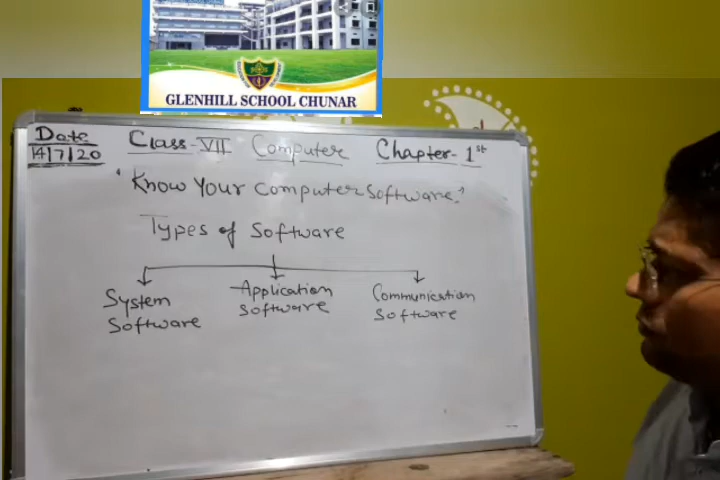 GLENHILL SCHOOL CHUNAR
Date
14/7/20
Class-VII Computer Chapter-1st
"Know Your Computer Software."
Types of Software
System
Software
Application
Software
Communication
Software